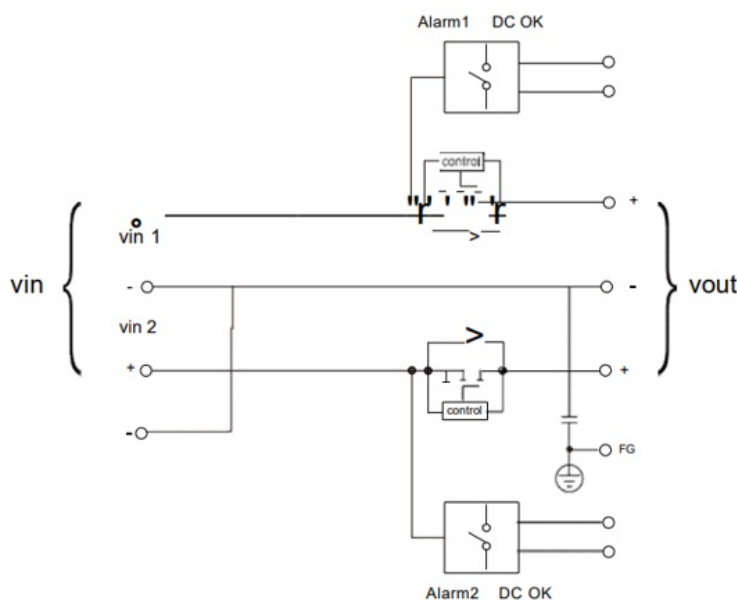 Alarm1 DC OK
control
+
vin 1
vin
-
-
vout
vin 2
+
+
control
-
FG
Alarm2 DC OK